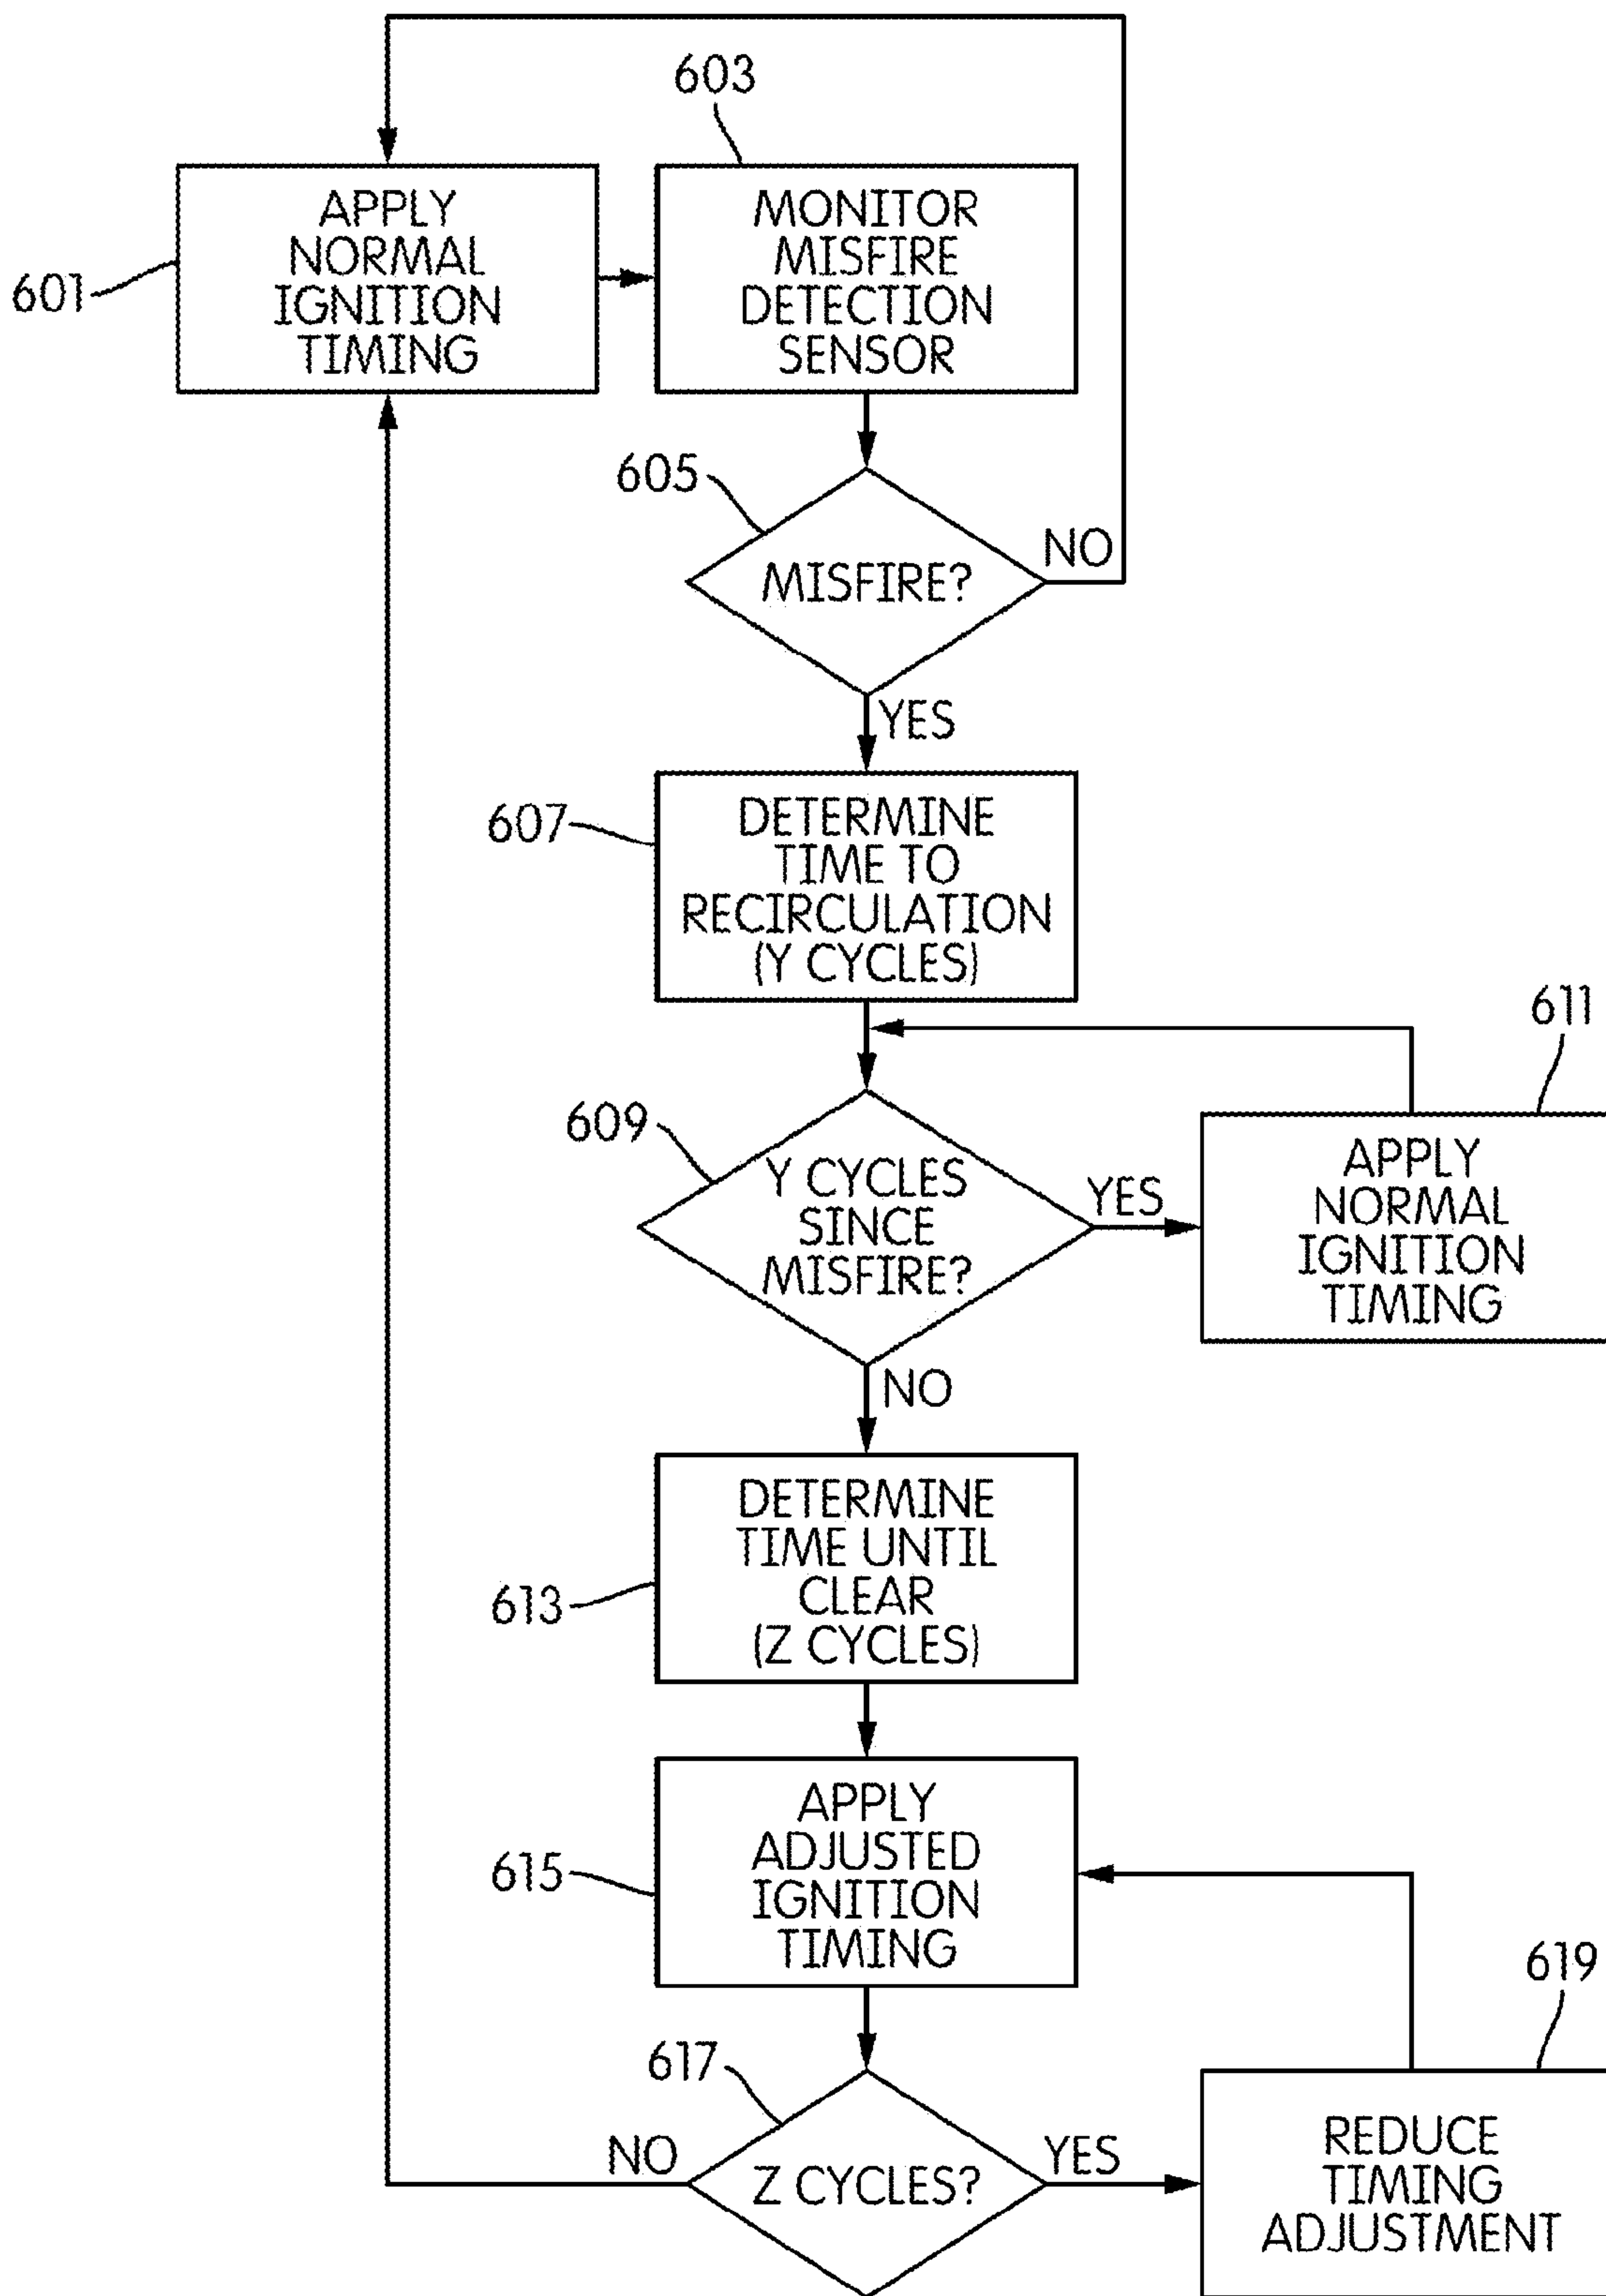 603
APPLY
NORMAL
IGNITION
TIMING
601
MONITOR
MISFIRE
DETECTION
SENSOR
605
MISFIRE?
NO
YES
607
DETERMINE
TIME TO
RECIRCULATION
(Y CYCLES)
611
609
Y CYCLES
SINCE
MISFIRE?
YES
APPLY
NORMAL
IGNITION
TIMING
NO
613
DETERMINE
TIME UNTIL
CLEAR
(Z CYCLES)
615
APPLY
ADJUSTED
IGNITION
TIMING
619
617
NO
Z CYCLES?
YES
REDUCE
TIMING
ADJUSTMENT